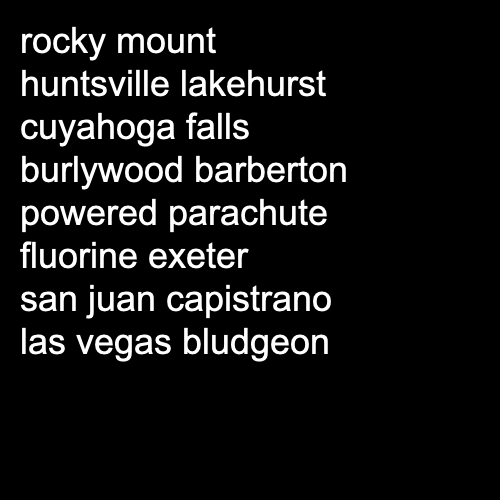 rocky mount
huntsville lakehurst
cuyahoga falls
burlywood barberton
powered parachute
fluorine exeter
san juan capistrano
las vegas bludgeon